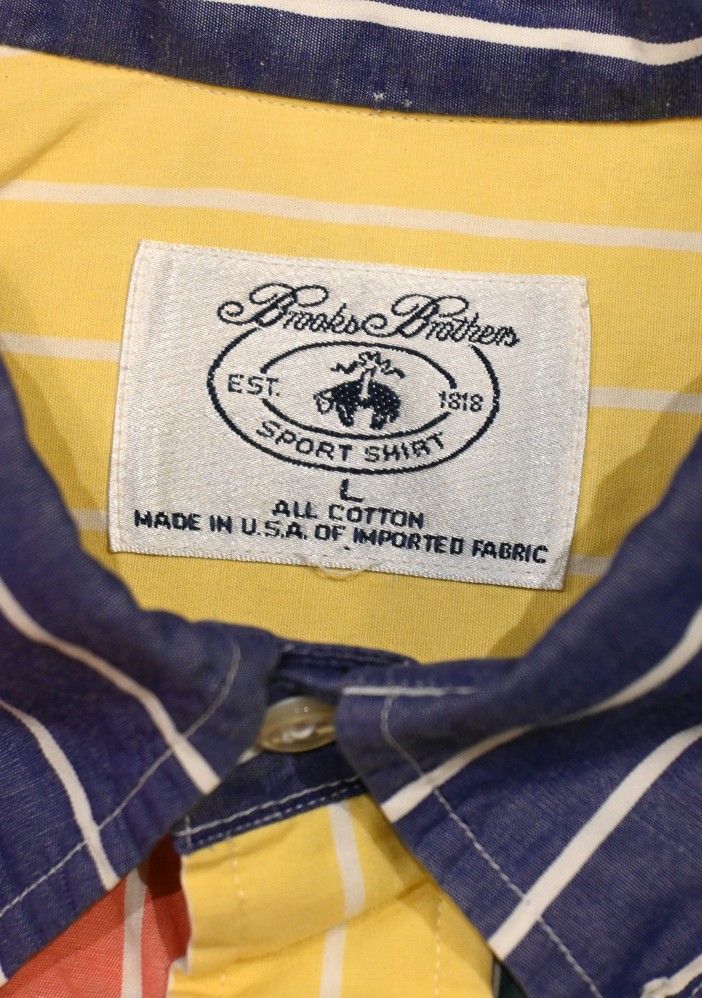 Brooks Brothers
EST. 1818
SPORT SHIRT
L
ALL COTTON
MADE IN U.S.A. OF IMPORTED FABRIC